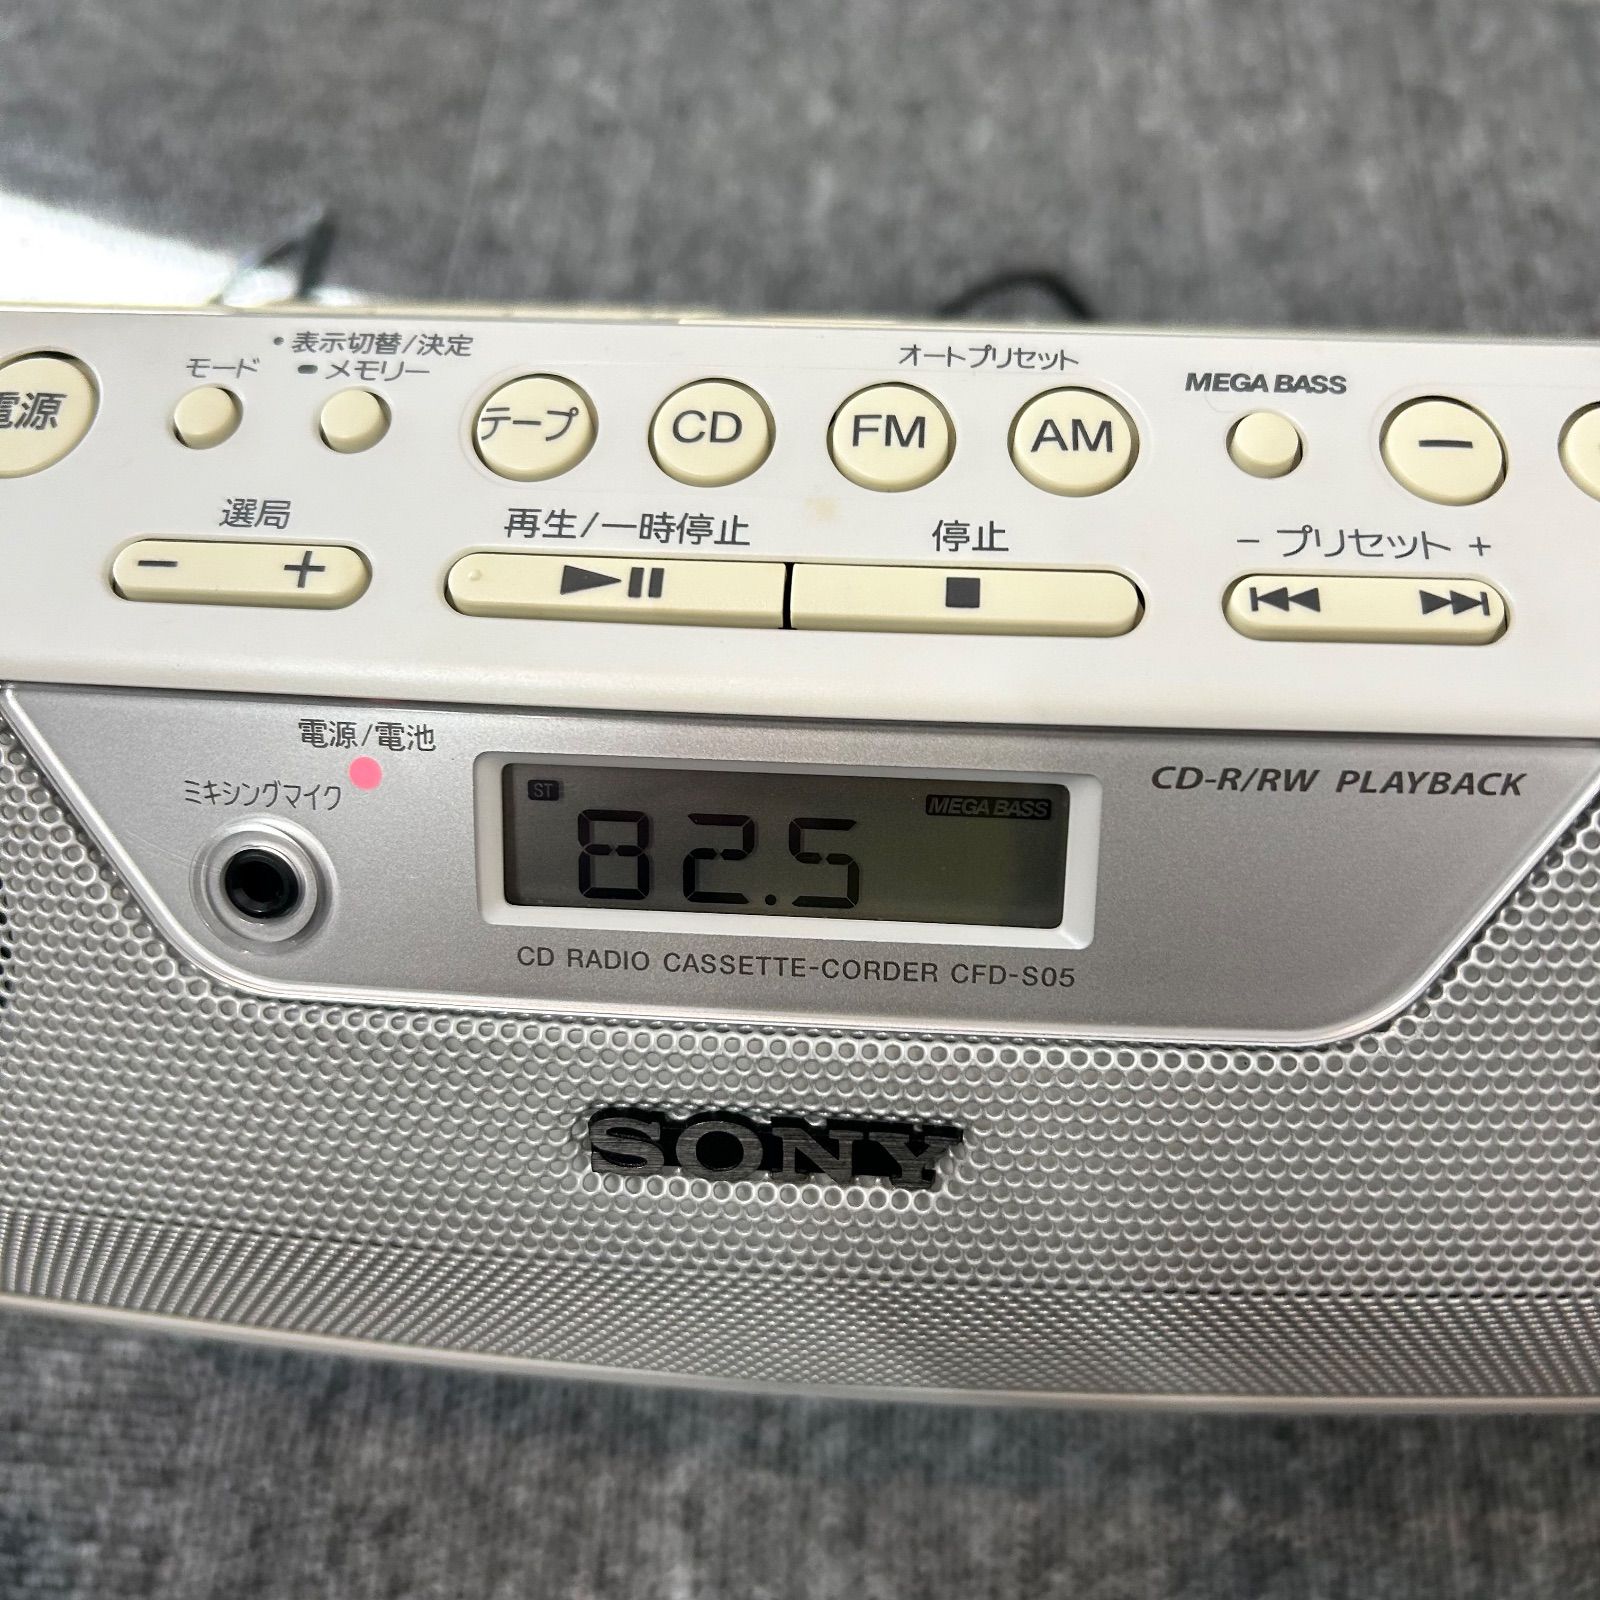 電源
モード
• 表示切替/決定
メモリー
テープ
CD
オートプリセット
FM
AM
MEGA BASS
−
選局
− +
再生/一時停止
停止
− プリセット +
電源/電池
ミキシングマイク
ST
82.5
MEGA BASS
CD-R/RW PLAYBACK
CD RADIO CASSETTE-CORDER CFD-S05
SONY